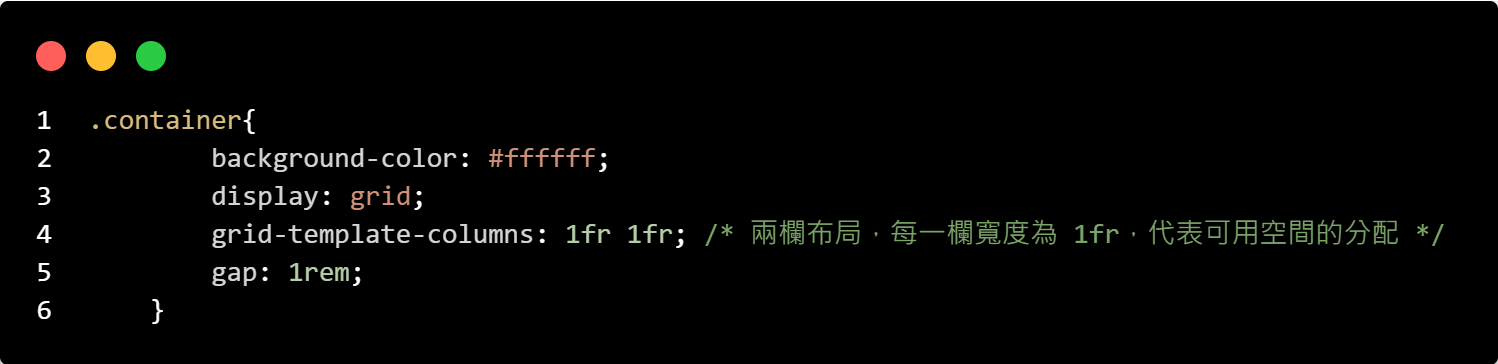 1 .container{
2 background-color: #ffffff;
3 display: grid;
4 grid-template-columns: 1fr 1fr; /* 兩欄布局，每一欄寬度為 1fr，代表可用空間的分配 */
5 gap: 1rem;
6 }